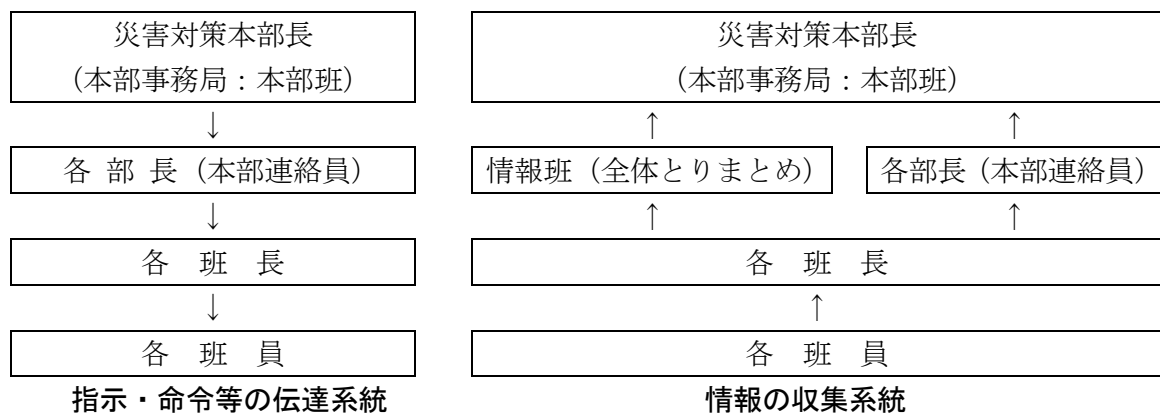 災害対策本部長
(本部事務局：本部班)
↓
各 部 長 (本部連絡員)
↓
各 班 長
↓
各 班 員
指示・命令等の伝達系統
災害対策本部長
(本部事務局：本部班)
↑ ↑
情報班 (全体とりまとめ) 各部長 (本部連絡員)
↑ ↑
各 班 長
↑
各 班 員
情報の収集系統